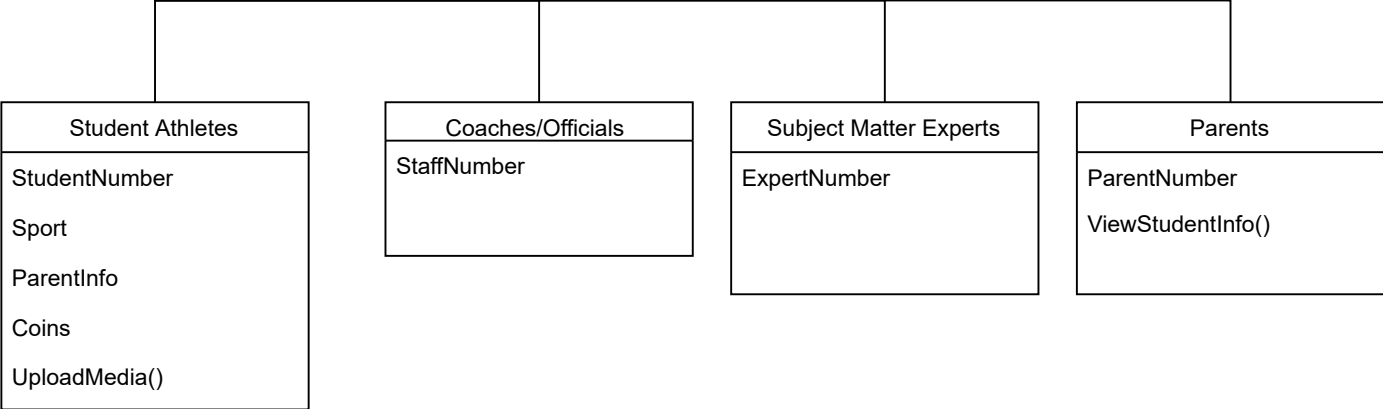 Student Athletes
StudentNumber
Sport
ParentInfo
Coins
UploadMedia()
Coaches/Officials
StaffNumber
Subject Matter Experts
ExpertNumber
Parents
ParentNumber
ViewStudentInfo()